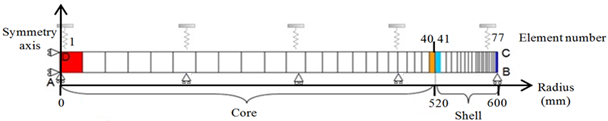 Symmetry axis
1
40 41
77
Element number
O
C
A
B
0
520
600
Radius (mm)
Core
Shell